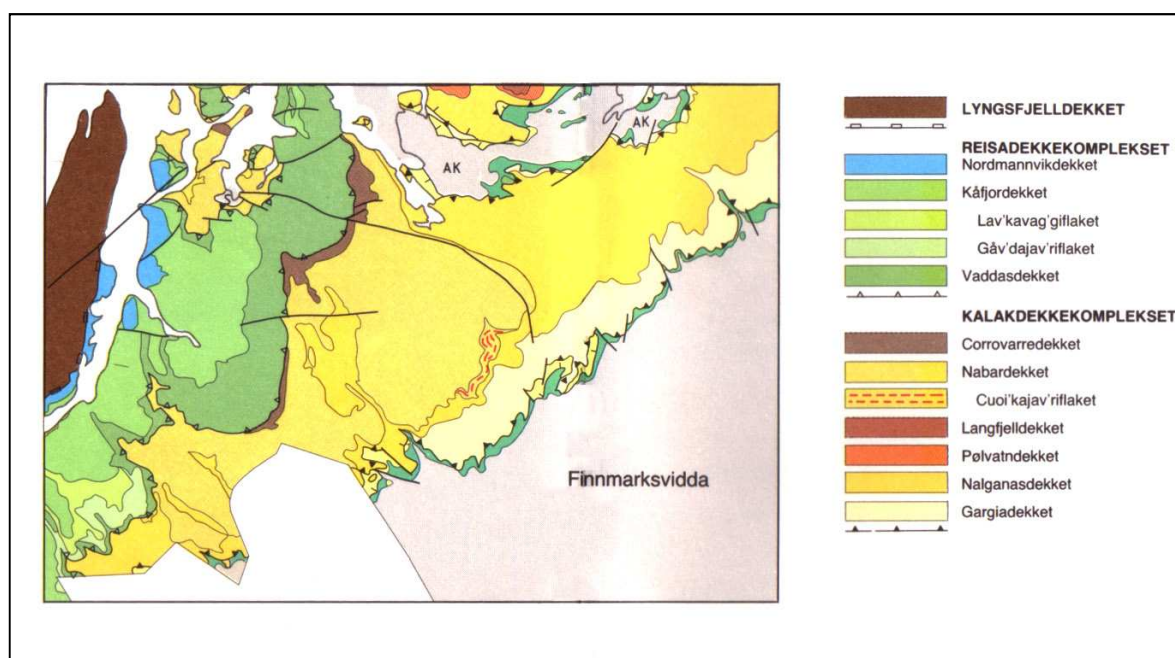 AK
AK
Finnmarksvidda
LYNGSFJELLDEKKET
REISADEKKEKOMPLEKSET
Nordmannvikdekket
Kåfjordekket
Lav'kavag'giflaket
Gåv'dajav'riflaket
Vaddasdekket
KALAKDEKKEKOMPLEKSET
Corrovarredekket
Nabardekket
Cuoi'kajav'riflaket
Langfjelldekket
Pølvatndekket
Nalganasdekket
Gargiadekket